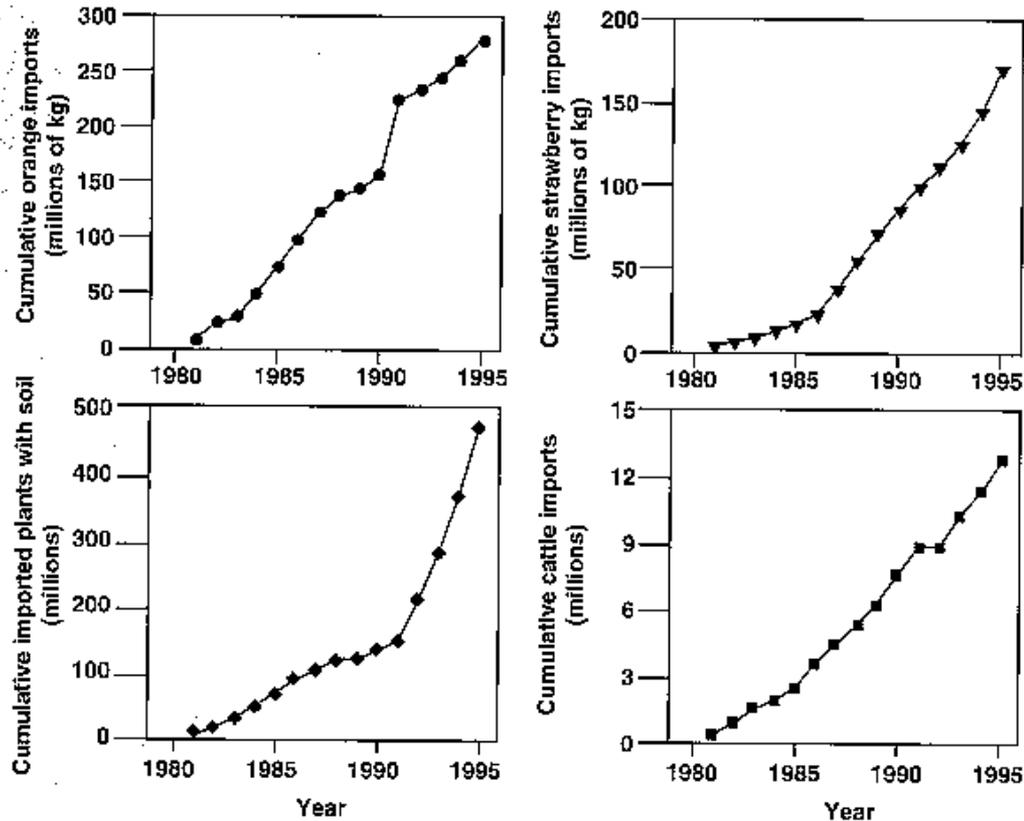 Cumulative orange imports
(millions of kg)
300
250
200
150
100
50
0
1980 1985 1990 1995
Cumulative strawberry imports
(millions of kg)
200
150
100
50
0
1980 1985 1990 1995
Cumulative imported plants with soil
(millions)
500
400
300
200
100
0
1980 1985 1990 1995
Year
Cumulative cattle imports
(millions)
15
12
9
6
3
0
1980 1985 1990 1995
Year